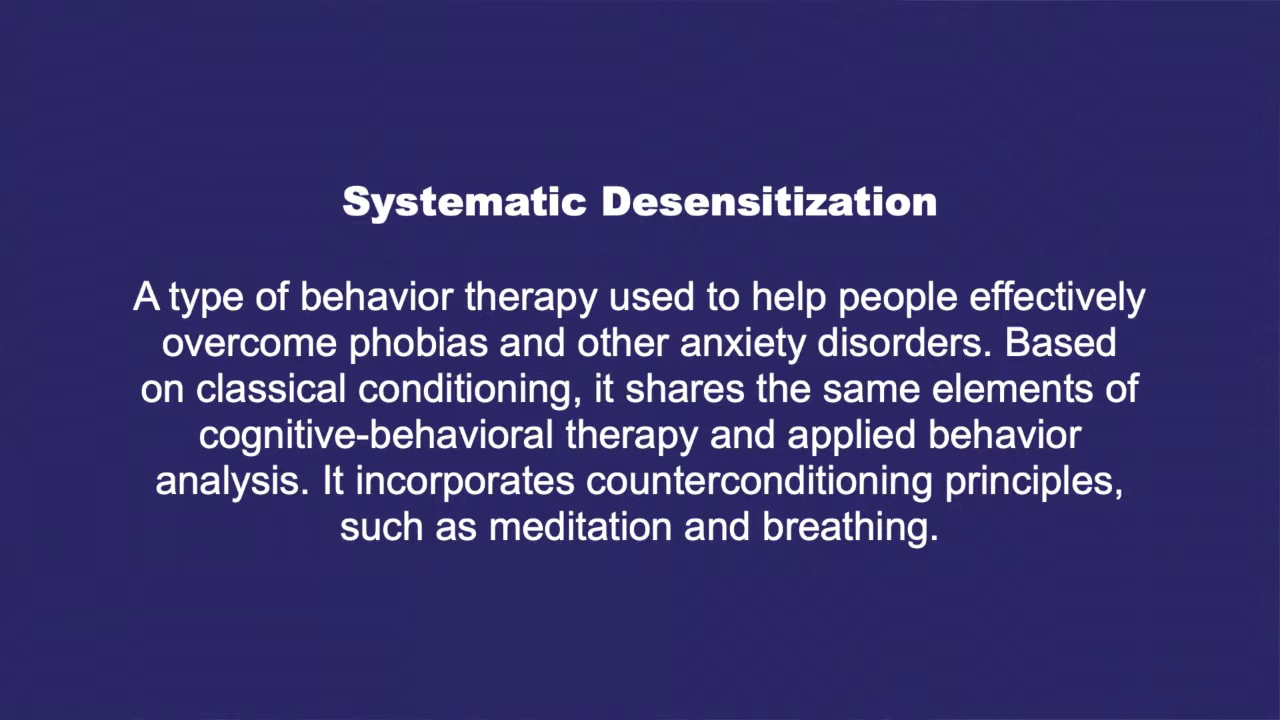 Systematic Desensitization
A type of behavior therapy used to help people effectively
overcome phobias and other anxiety disorders. Based
on classical conditioning, it shares the same elements of
cognitive-behavioral therapy and applied behavior
analysis. It incorporates counterconditioning principles,
such as meditation and breathing.